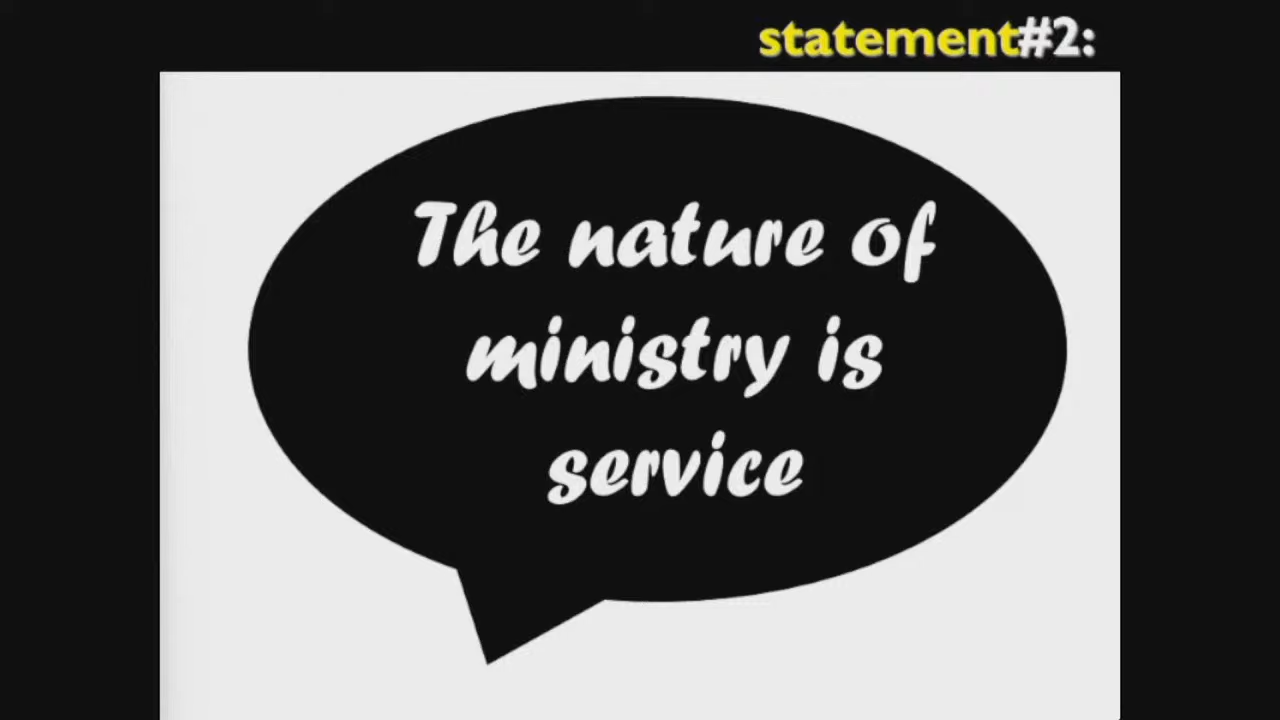 statement#2:
The nature of
ministry is
service